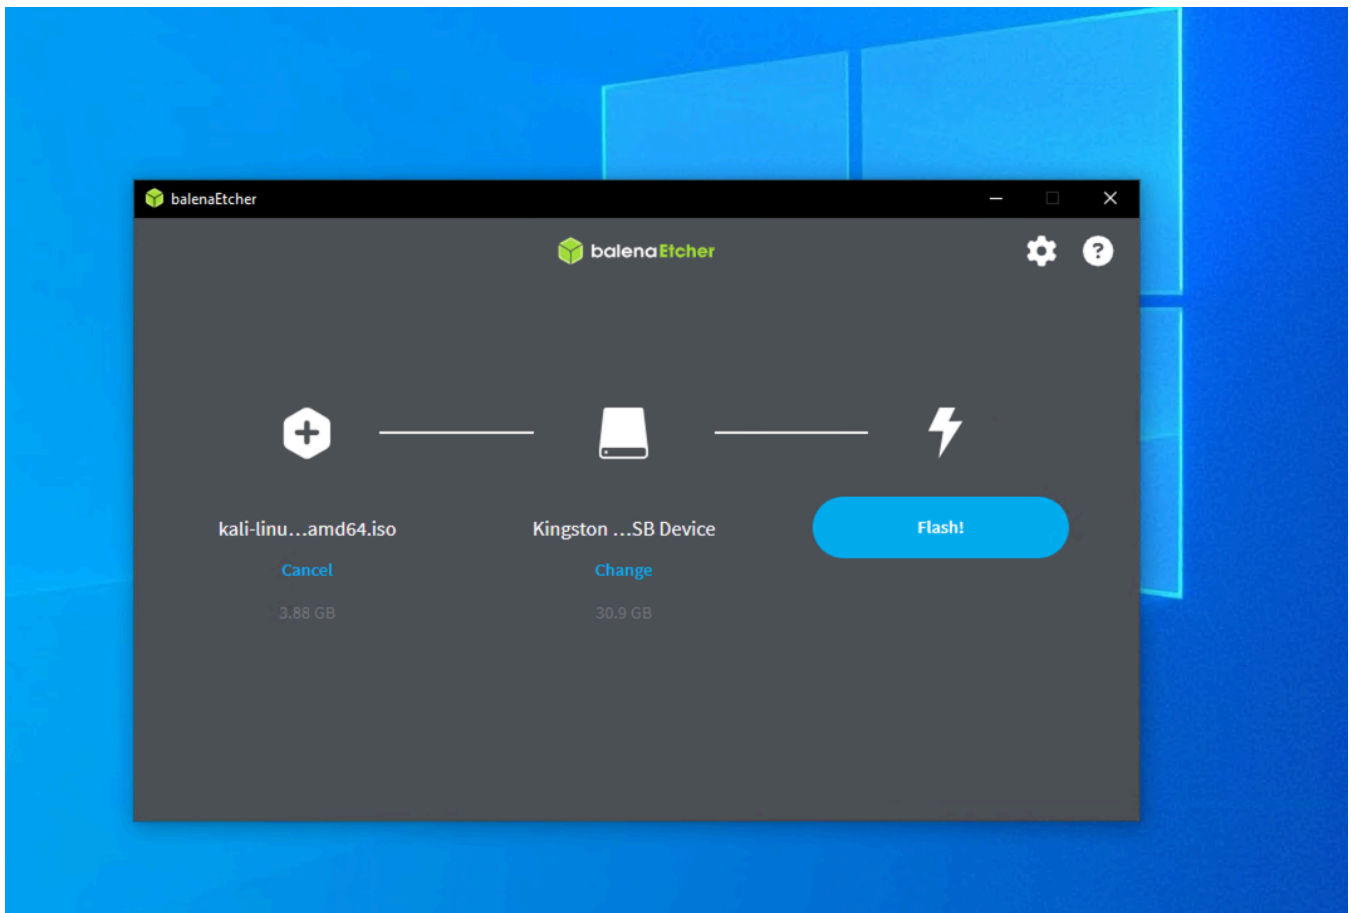 balenaEtcher
balenaEtcher
?
kali-linu...amd64.iso
Kingston ...SB Device
Flash!
Cancel
Change
3.88 GB
30.9 GB